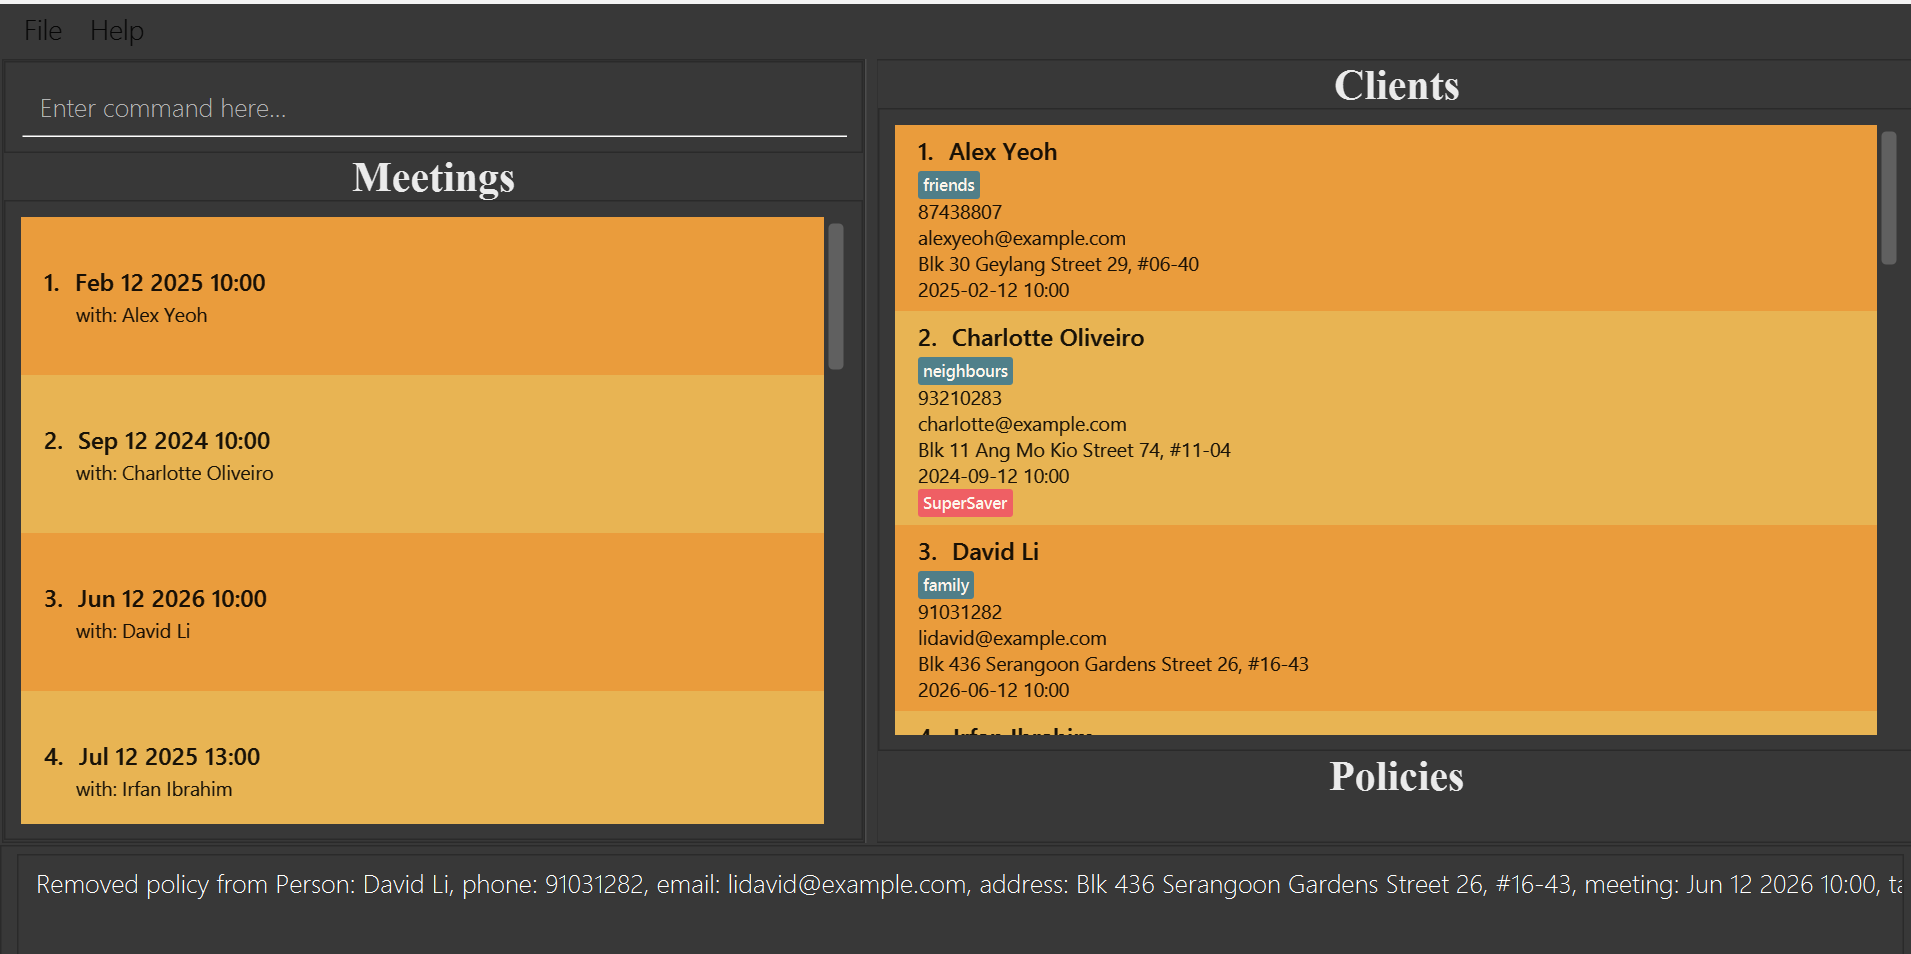 File Help
Enter command here...
Meetings
1. Feb 12 2025 10:00
with: Alex Yeoh
2. Sep 12 2024 10:00
with: Charlotte Oliveiro
3. Jun 12 2026 10:00
with: David Li
4. Jul 12 2025 13:00
with: Irfan Ibrahim
Clients
1. Alex Yeoh
friends
87438807
alexyeoh@example.com
Blk 30 Geylang Street 29, #06-40
2025-02-12 10:00
2. Charlotte Oliveiro
neighbours
93210283
charlotte@example.com
Blk 11 Ang Mo Kio Street 74, #11-04
2024-09-12 10:00
SuperSaver
3. David Li
family
91031282
lidavid@example.com
Blk 436 Serangoon Gardens Street 26, #16-43
2026-06-12 10:00
4. Irfan Ibrahim
Policies
Removed policy from Person: David Li, phone: 91031282, email: lidavid@example.com, address: Blk 436 Serangoon Gardens Street 26, #16-43, meeting: Jun 12 2026 10:00,